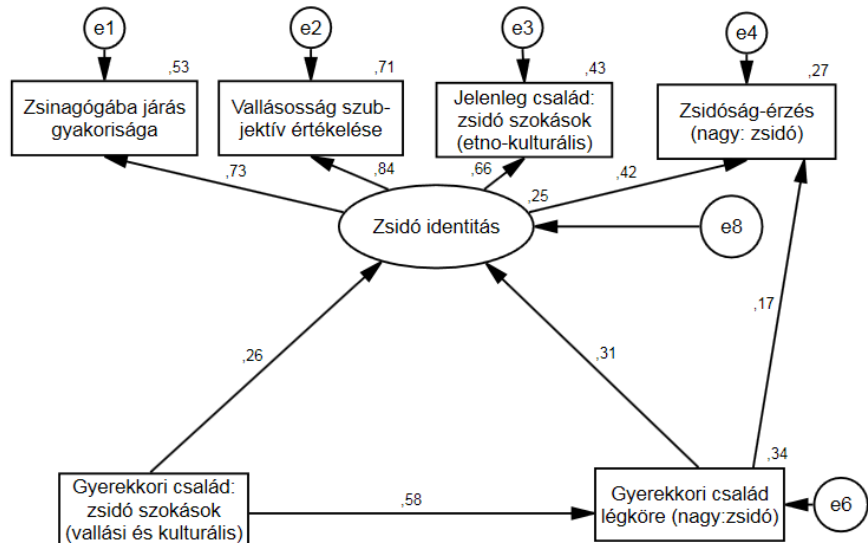 e1
e2
e3
e4
,53
,71
,43
,27
Zsinagógába járás
gyakorisága
Vallásosság szub-
jektív értékelése
Jelenleg család:
zsidó szokások
(etno-kulturális)
Zsidóság-érzés
(nagy: zsidó)
,73
,84
,66
,42
,25
Zsidó identitás
e8
,17
,26
,31
,34
Gyerekkori család:
zsidó szokások
(vallási és kulturális)
,58
Gyerekkori család
légköre (nagy:zsidó)
e6